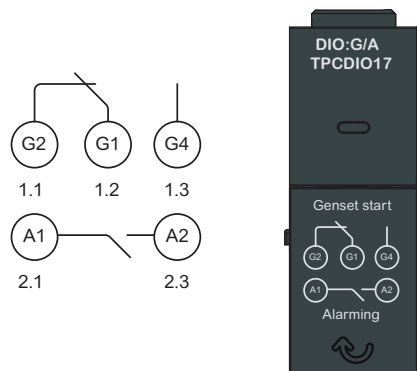 G2 G1 G4
1.1 1.2 1.3
A1 A2
2.1 2.3
DIO:G/A
TPCDIO17
Genset start
G2 G1 G4
A1 A2
Alarming